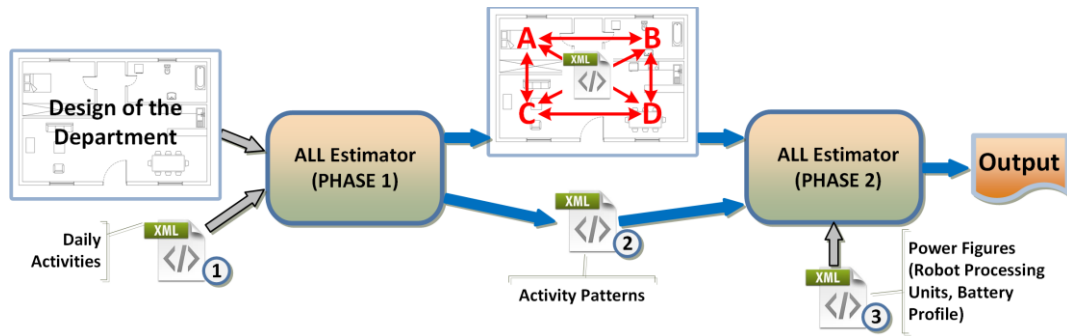 Design of the
Department
XML
</>
1
Daily
Activities
ALL Estimator
(PHASE 1)
A
B
XML
</>
C
D
XML
</>
2
Activity Patterns
ALL Estimator
(PHASE 2)
XML
</>
3
Power Figures
(Robot Processing
Units, Battery
Profile)
Output